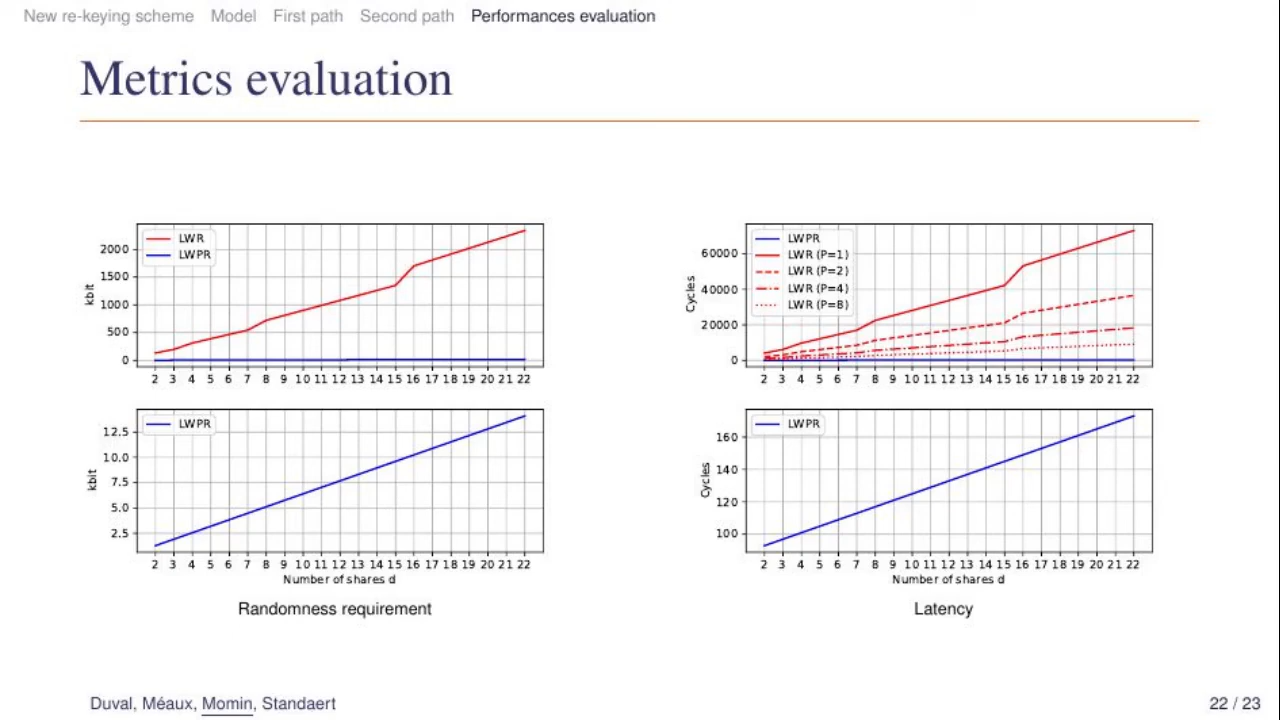 New re-keying scheme Model First path Second path Performances evaluation
Metrics evaluation
LWR
LWPR
2000
1500
1000
500
0
kbit
2 3 4 5 6 7 8 9 10 11 12 13 14 15 16 17 18 19 20 21 22
LWPR
12.5
10.0
7.5
5.0
2.5
kbit
2 3 4 5 6 7 8 9 10 11 12 13 14 15 16 17 18 19 20 21 22
Number of shares d
Randomness requirement
LWPR
LWR (P=1)
LWR (P=2)
LWR (P=4)
LWR (P=8)
60000
40000
20000
0
Cycles
2 3 4 5 6 7 8 9 10 11 12 13 14 15 16 17 18 19 20 21 22
LWPR
160
140
120
100
Cycles
2 3 4 5 6 7 8 9 10 11 12 13 14 15 16 17 18 19 20 21 22
Number of shares d
Latency
Duval, Méaux, Momin, Standaert
22 / 23